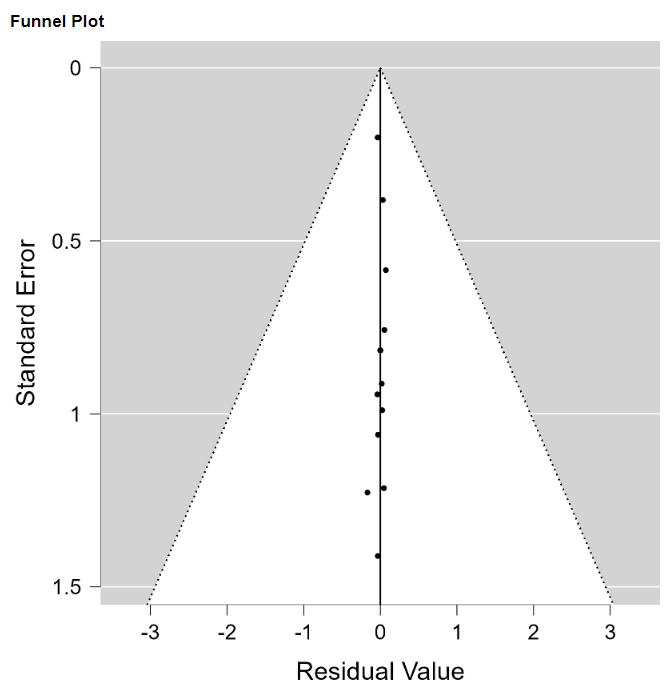 Funnel Plot
0
0.5
1
1.5
Standard Error
-3 -2 -1 0 1 2 3
Residual Value